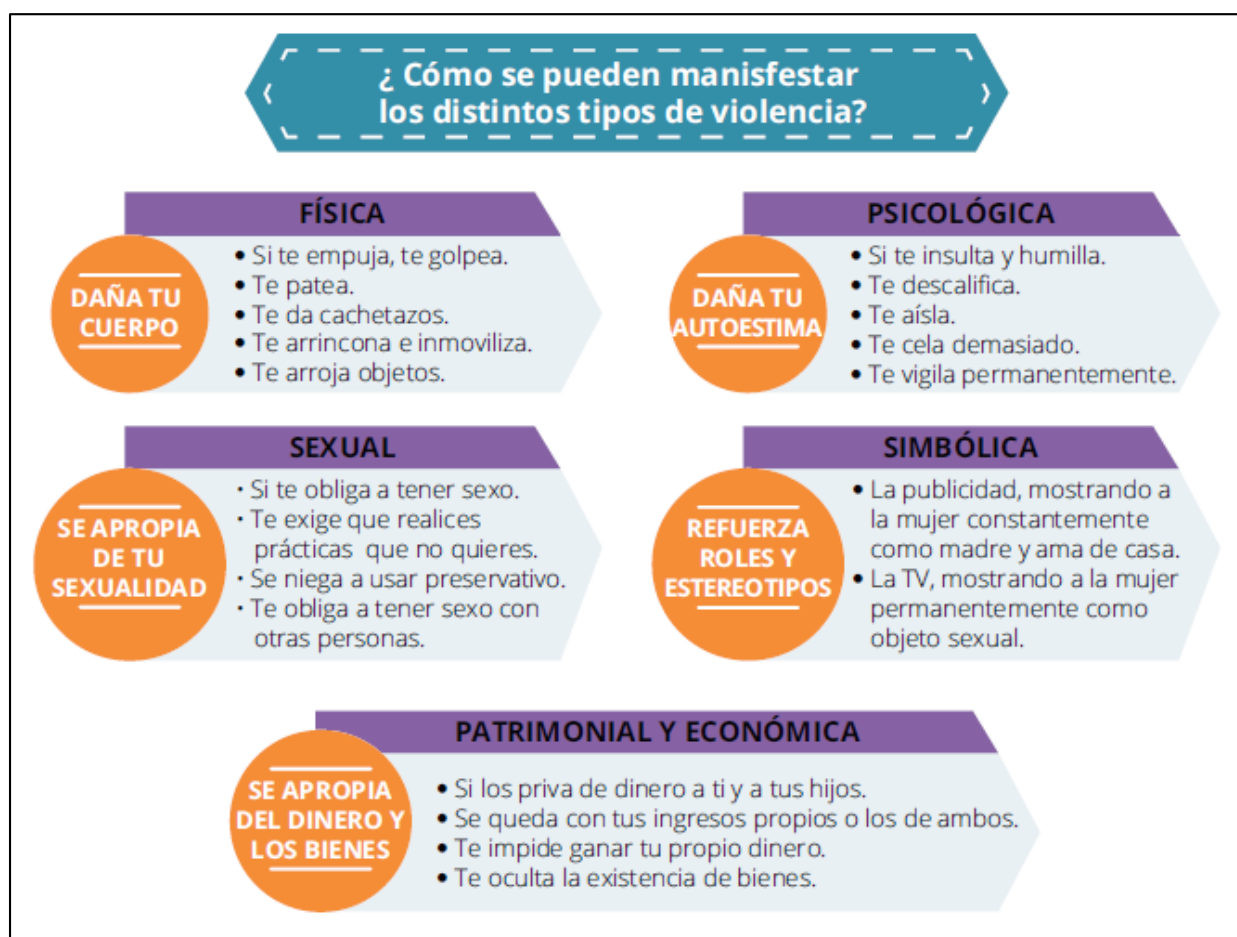 ¿ Cómo se pueden manisfestar
los distintos tipos de violencia?
FÍSICA
DAÑA TU
CUERPO
• Si te empuja, te golpea.
• Te patea.
• Te da cachetazos.
• Te arrincona e inmoviliza.
• Te arroja objetos.
PSICOLÓGICA
DAÑA TU
AUTOESTIMA
• Si te insulta y humilla.
• Te descalifica.
• Te aísla.
• Te cela demasiado.
• Te vigila permanentemente.
SEXUAL
SE APROPIA
DE TU
SEXUALIDAD
· Si te obliga a tener sexo.
· Te exige que realices
prácticas que no quieres.
· Se niega a usar preservativo.
· Te obliga a tener sexo con
otras personas.
SIMBÓLICA
REFUERZA
ROLES Y
ESTEREOTIPOS
• La publicidad, mostrando a
la mujer constantemente
como madre y ama de casa.
• La TV, mostrando a la mujer
permanentemente como
objeto sexual.
PATRIMONIAL Y ECONÓMICA
SE APROPIA
DEL DINERO Y
LOS BIENES
• Si los priva de dinero a ti y a tus hijos.
• Se queda con tus ingresos propios o los de ambos.
• Te impide ganar tu propio dinero.
• Te oculta la existencia de bienes.